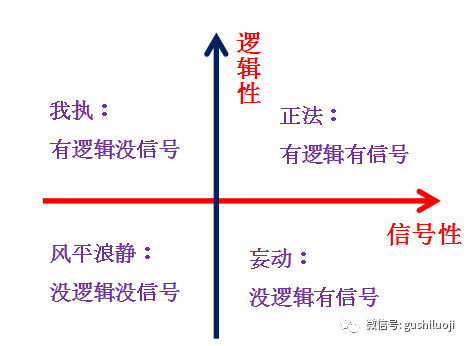 逻辑性
我执：
有逻辑没信号
正法：
有逻辑有信号
信号性
风平浪静：
没逻辑没信号
妄动：
没逻辑有信号
微信号: gushiluoji